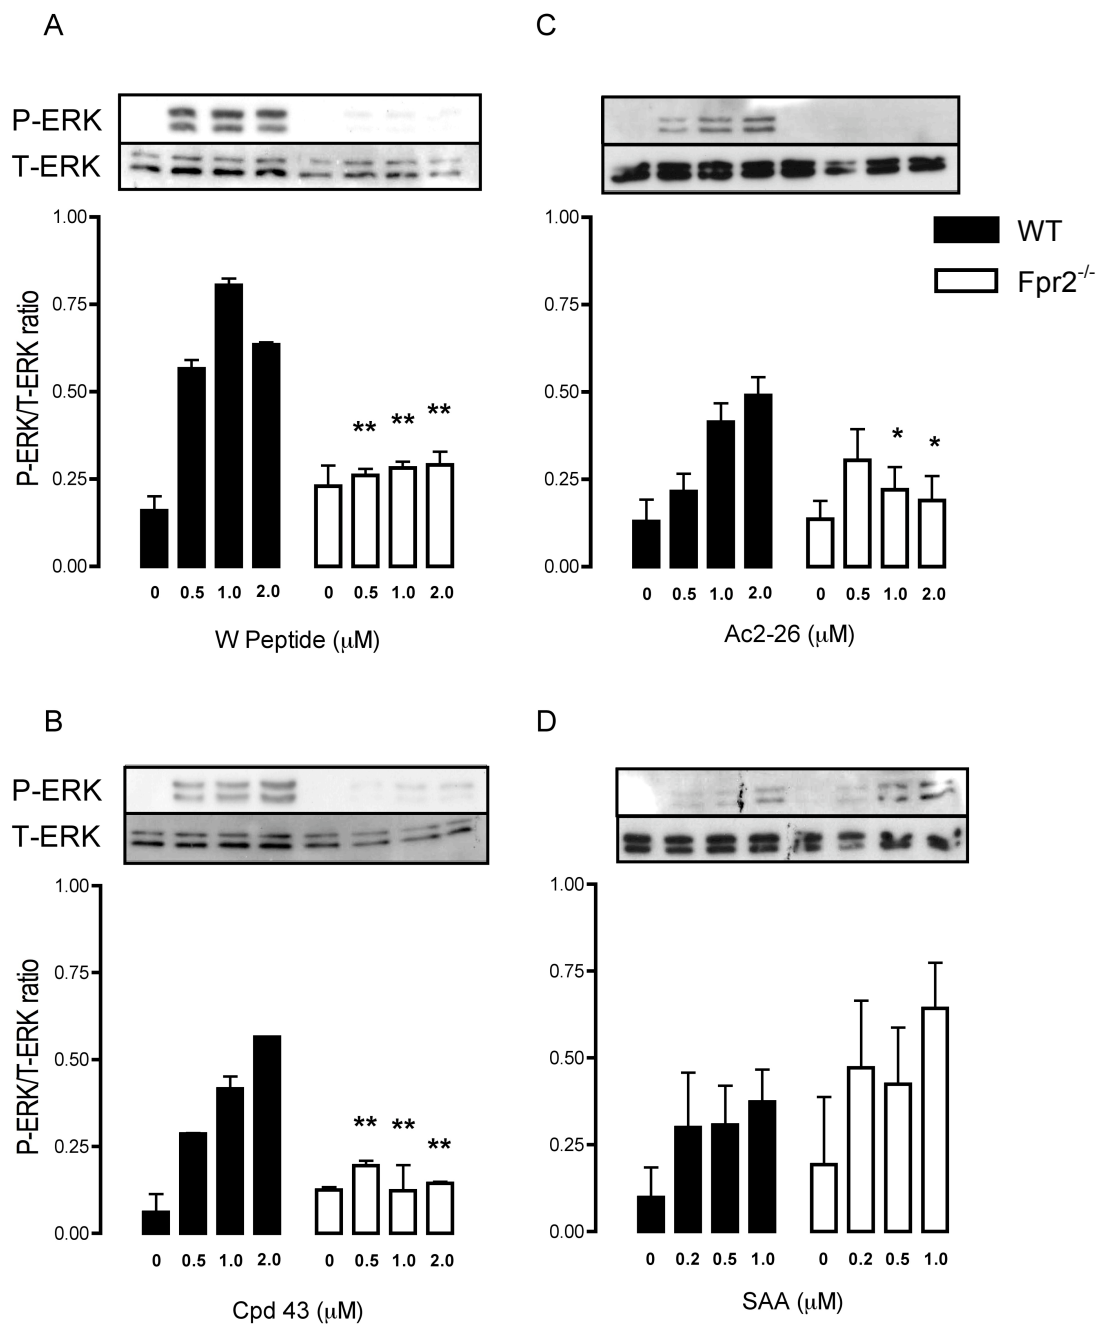 A
P-ERK
T-ERK
1.00
0.75
0.50
0.25
0.00
P-ERK/T-ERK ratio
** ** **
0 0.5 1.0 2.0 0 0.5 1.0 2.0
W Peptide (μM)
C
1.00
0.75
0.50
0.25
0.00
* *
0 0.5 1.0 2.0 0 0.5 1.0 2.0
Ac2-26 (μM)
WT
Fpr2-/-
B
P-ERK
T-ERK
1.00
0.75
0.50
0.25
0.00
P-ERK/T-ERK ratio
** ** **
0 0.5 1.0 2.0 0 0.5 1.0 2.0
Cpd 43 (μM)
D
1.00
0.75
0.50
0.25
0.00
0 0.2 0.5 1.0 0 0.2 0.5 1.0
SAA (μM)